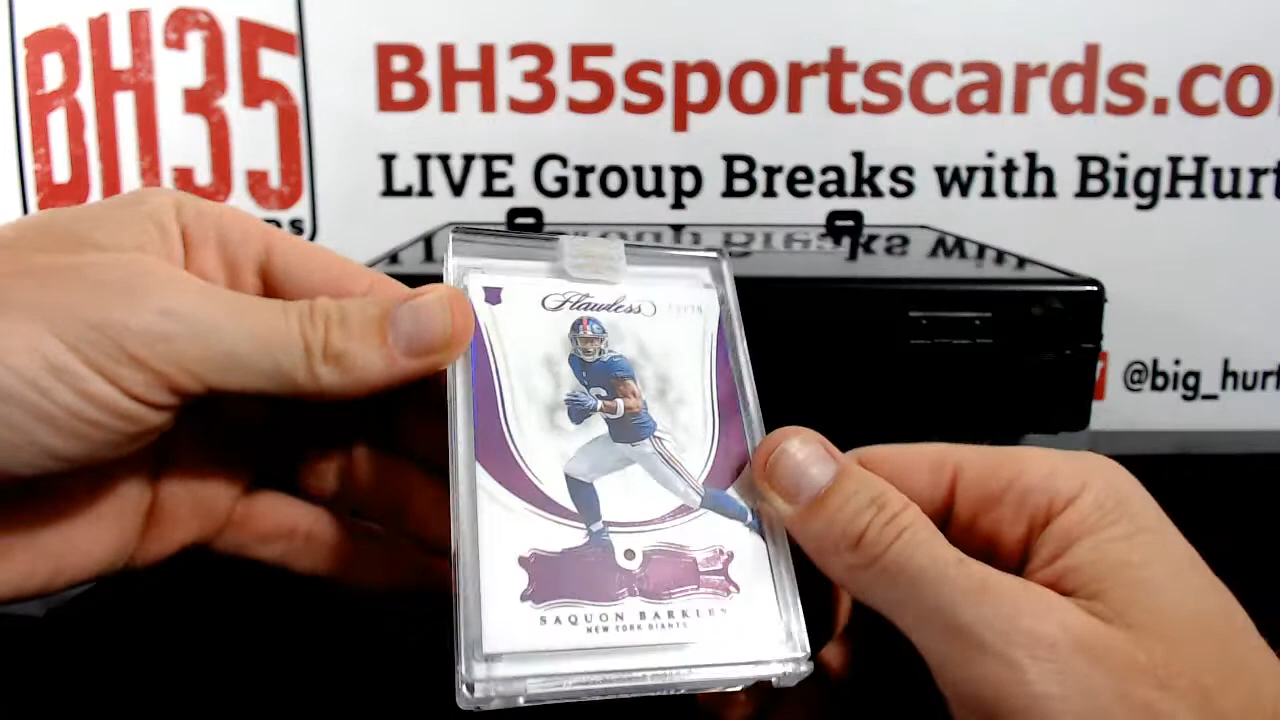 BH35
BH35sportscards.co
LIVE Group Breaks with BigHurt
@big_hurt
Flawless
SAQUON BARKLEY
NEW YORK GIANTS